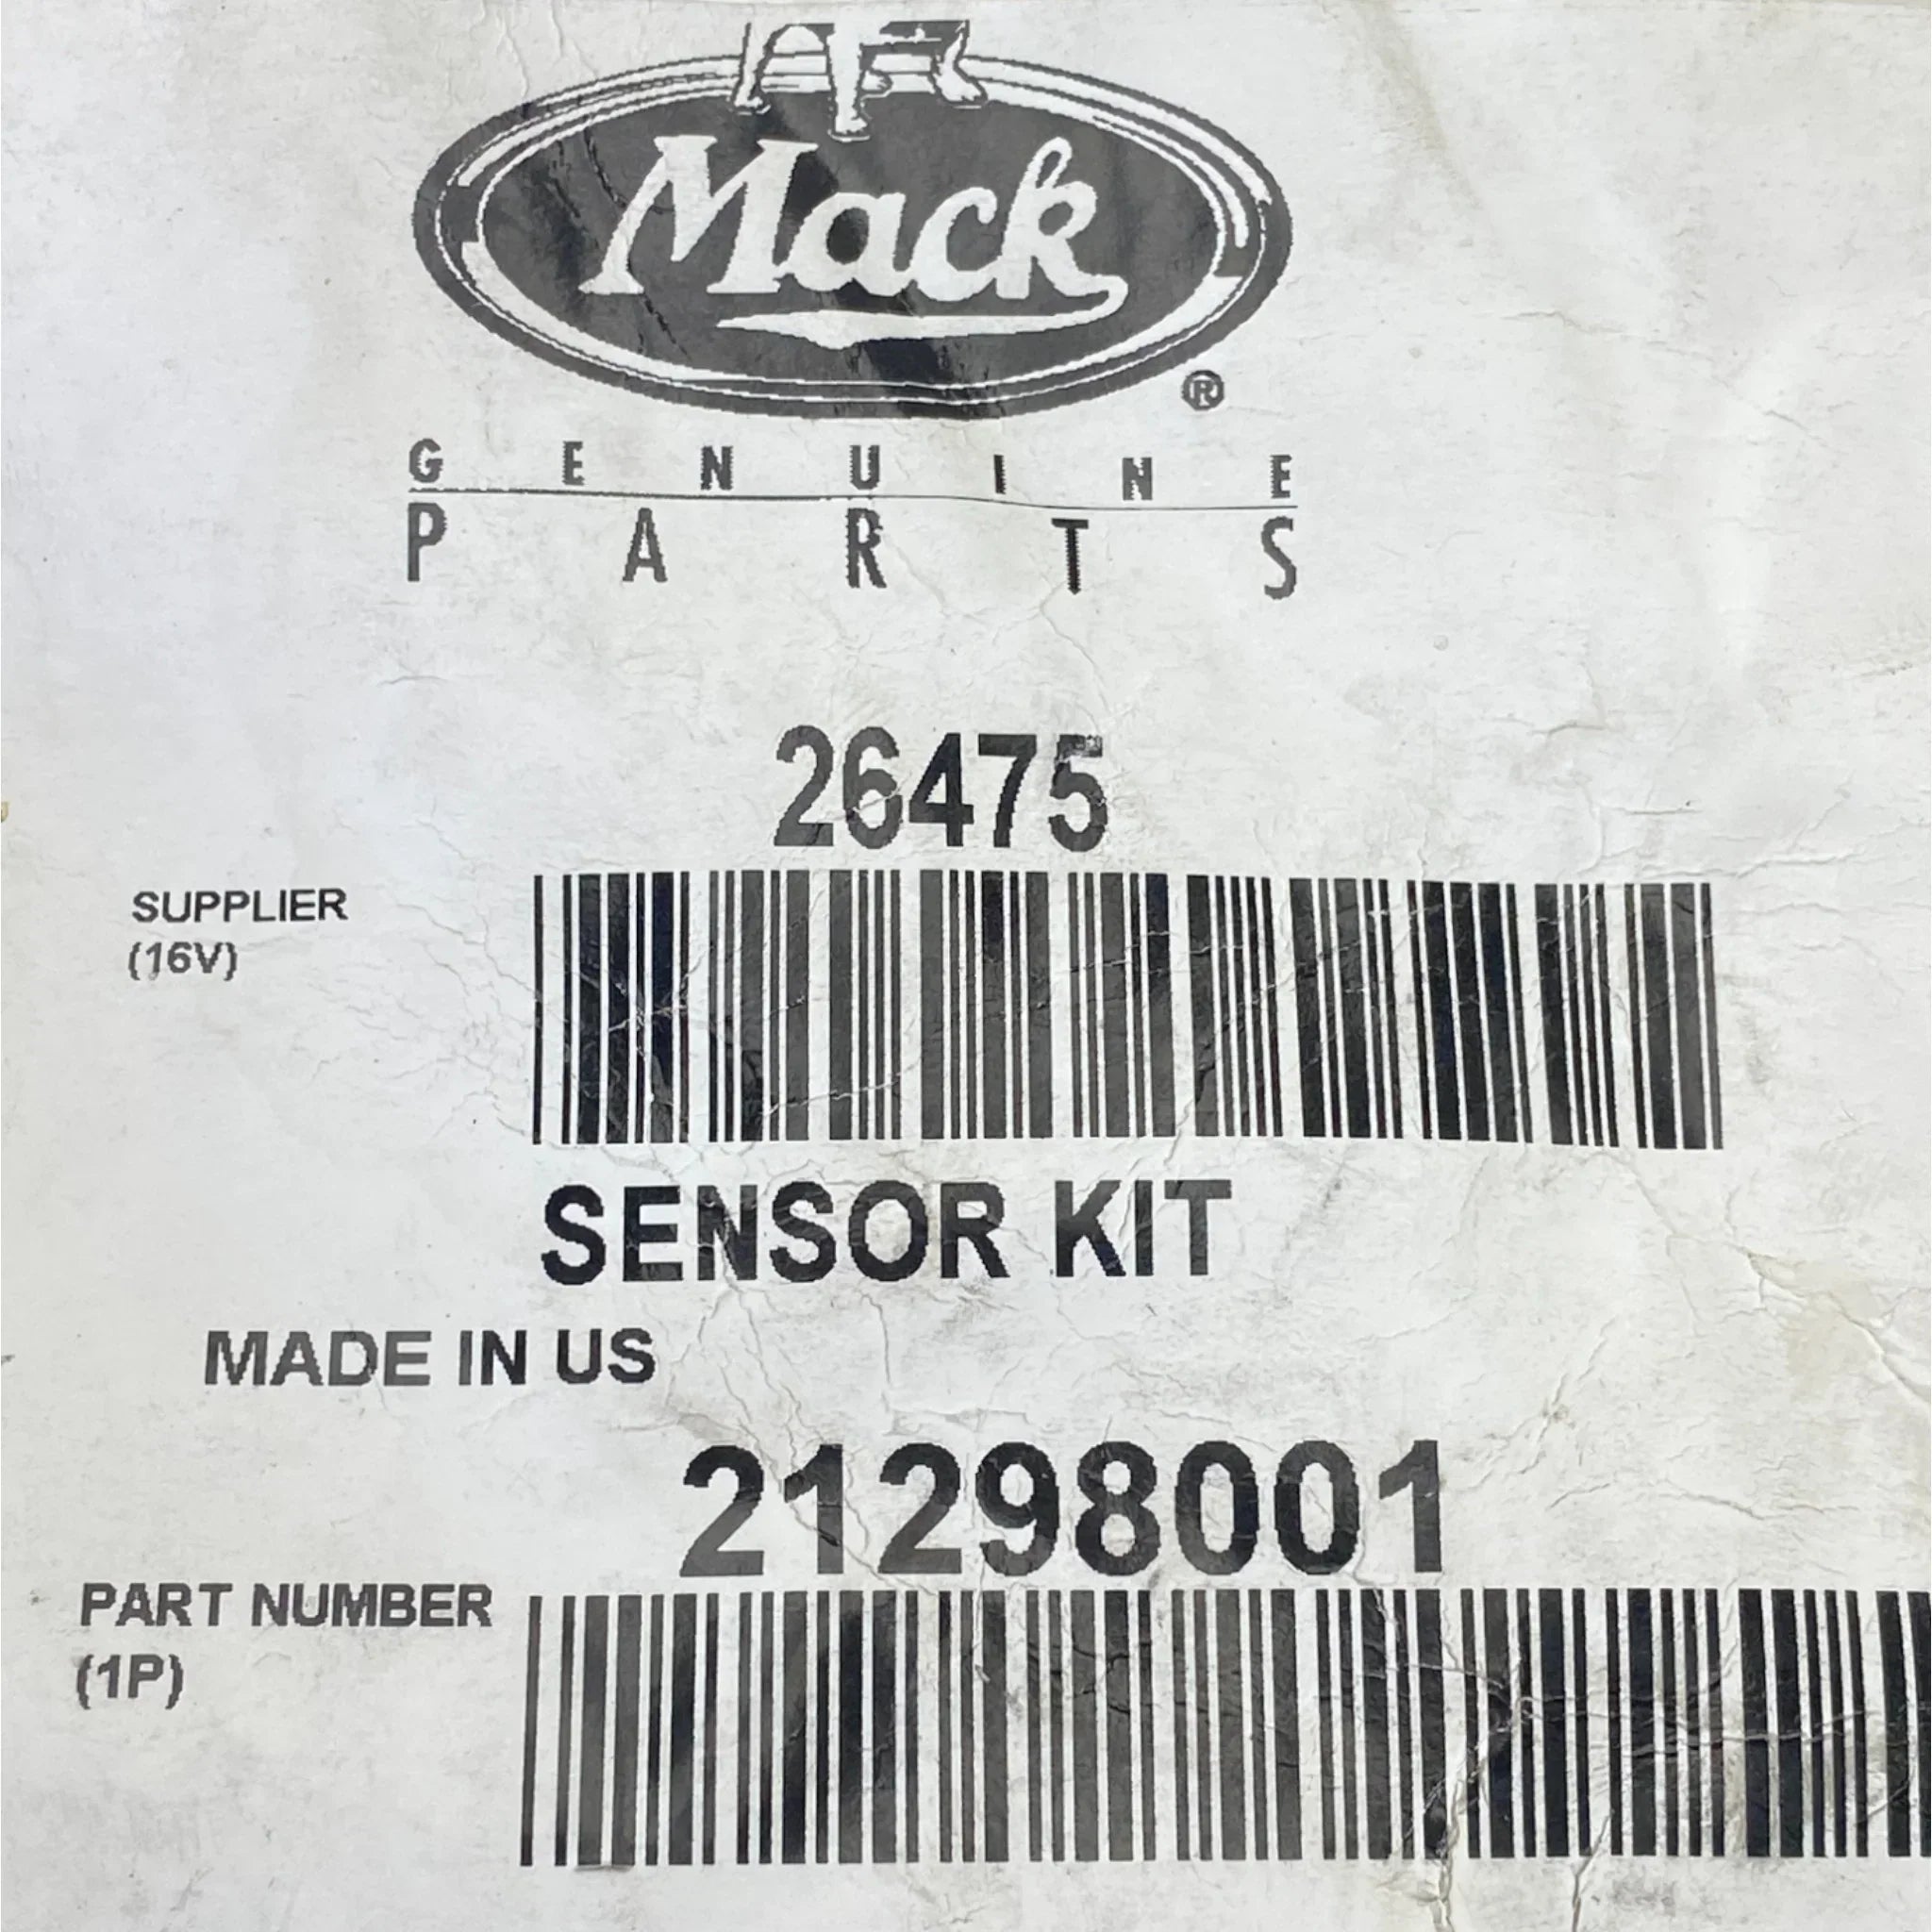 Mack
®
GENUINE
PARTS
26475
SUPPLIER
(16V)
SENSOR KIT
MADE IN US
21298001
PART NUMBER
(1P)